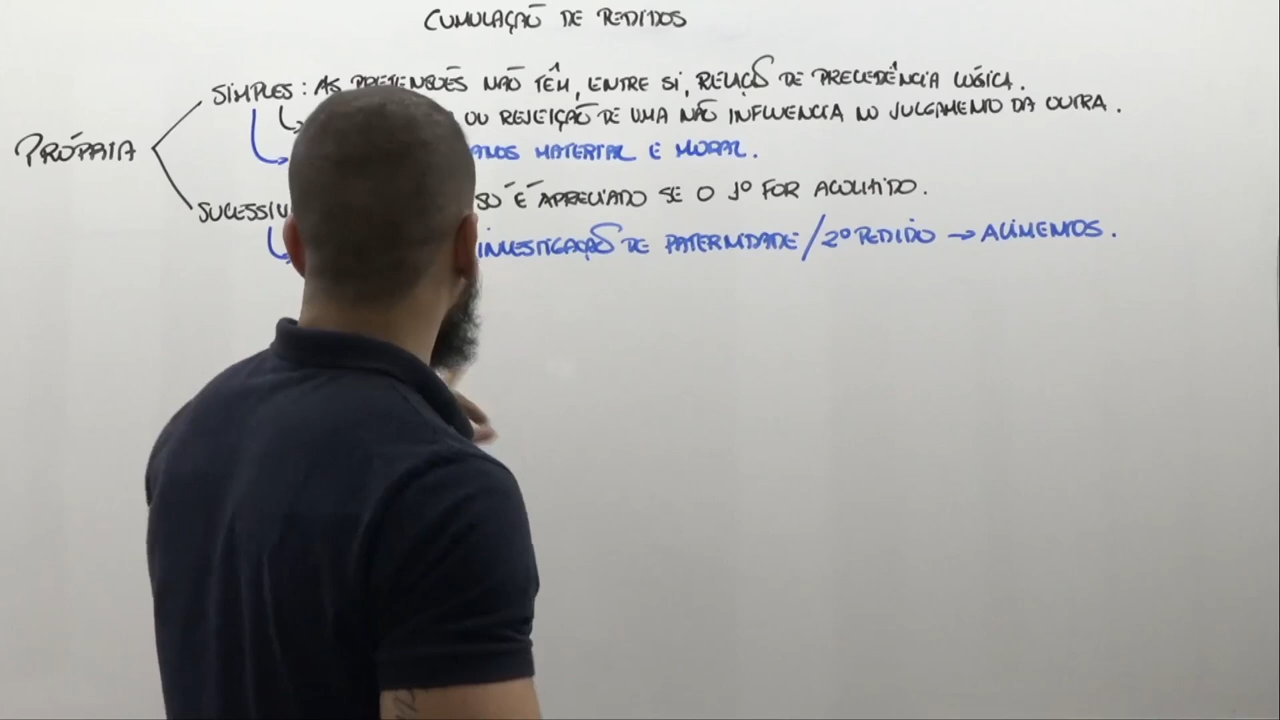 CUMULAÇÃO DE PEDIDOS
SIMPLES: AS PRETENSÕES NÃO TÊM, ENTRE SI, RELAÇÃO DE PRECEDÊNCIA LÓGICA.
OU REJEIÇÃO DE UMA NÃO INFLUENCIA NO JULGAMENTO DA OUTRA.
PRÓPRIA
MATERIAL E MORAL.
SÓ É APRECIADO SE O 1º FOR ACOLHIDO.
INVESTIGAÇÃO DE PATERNIDADE / 2º PEDIDO → ALIMENTOS.